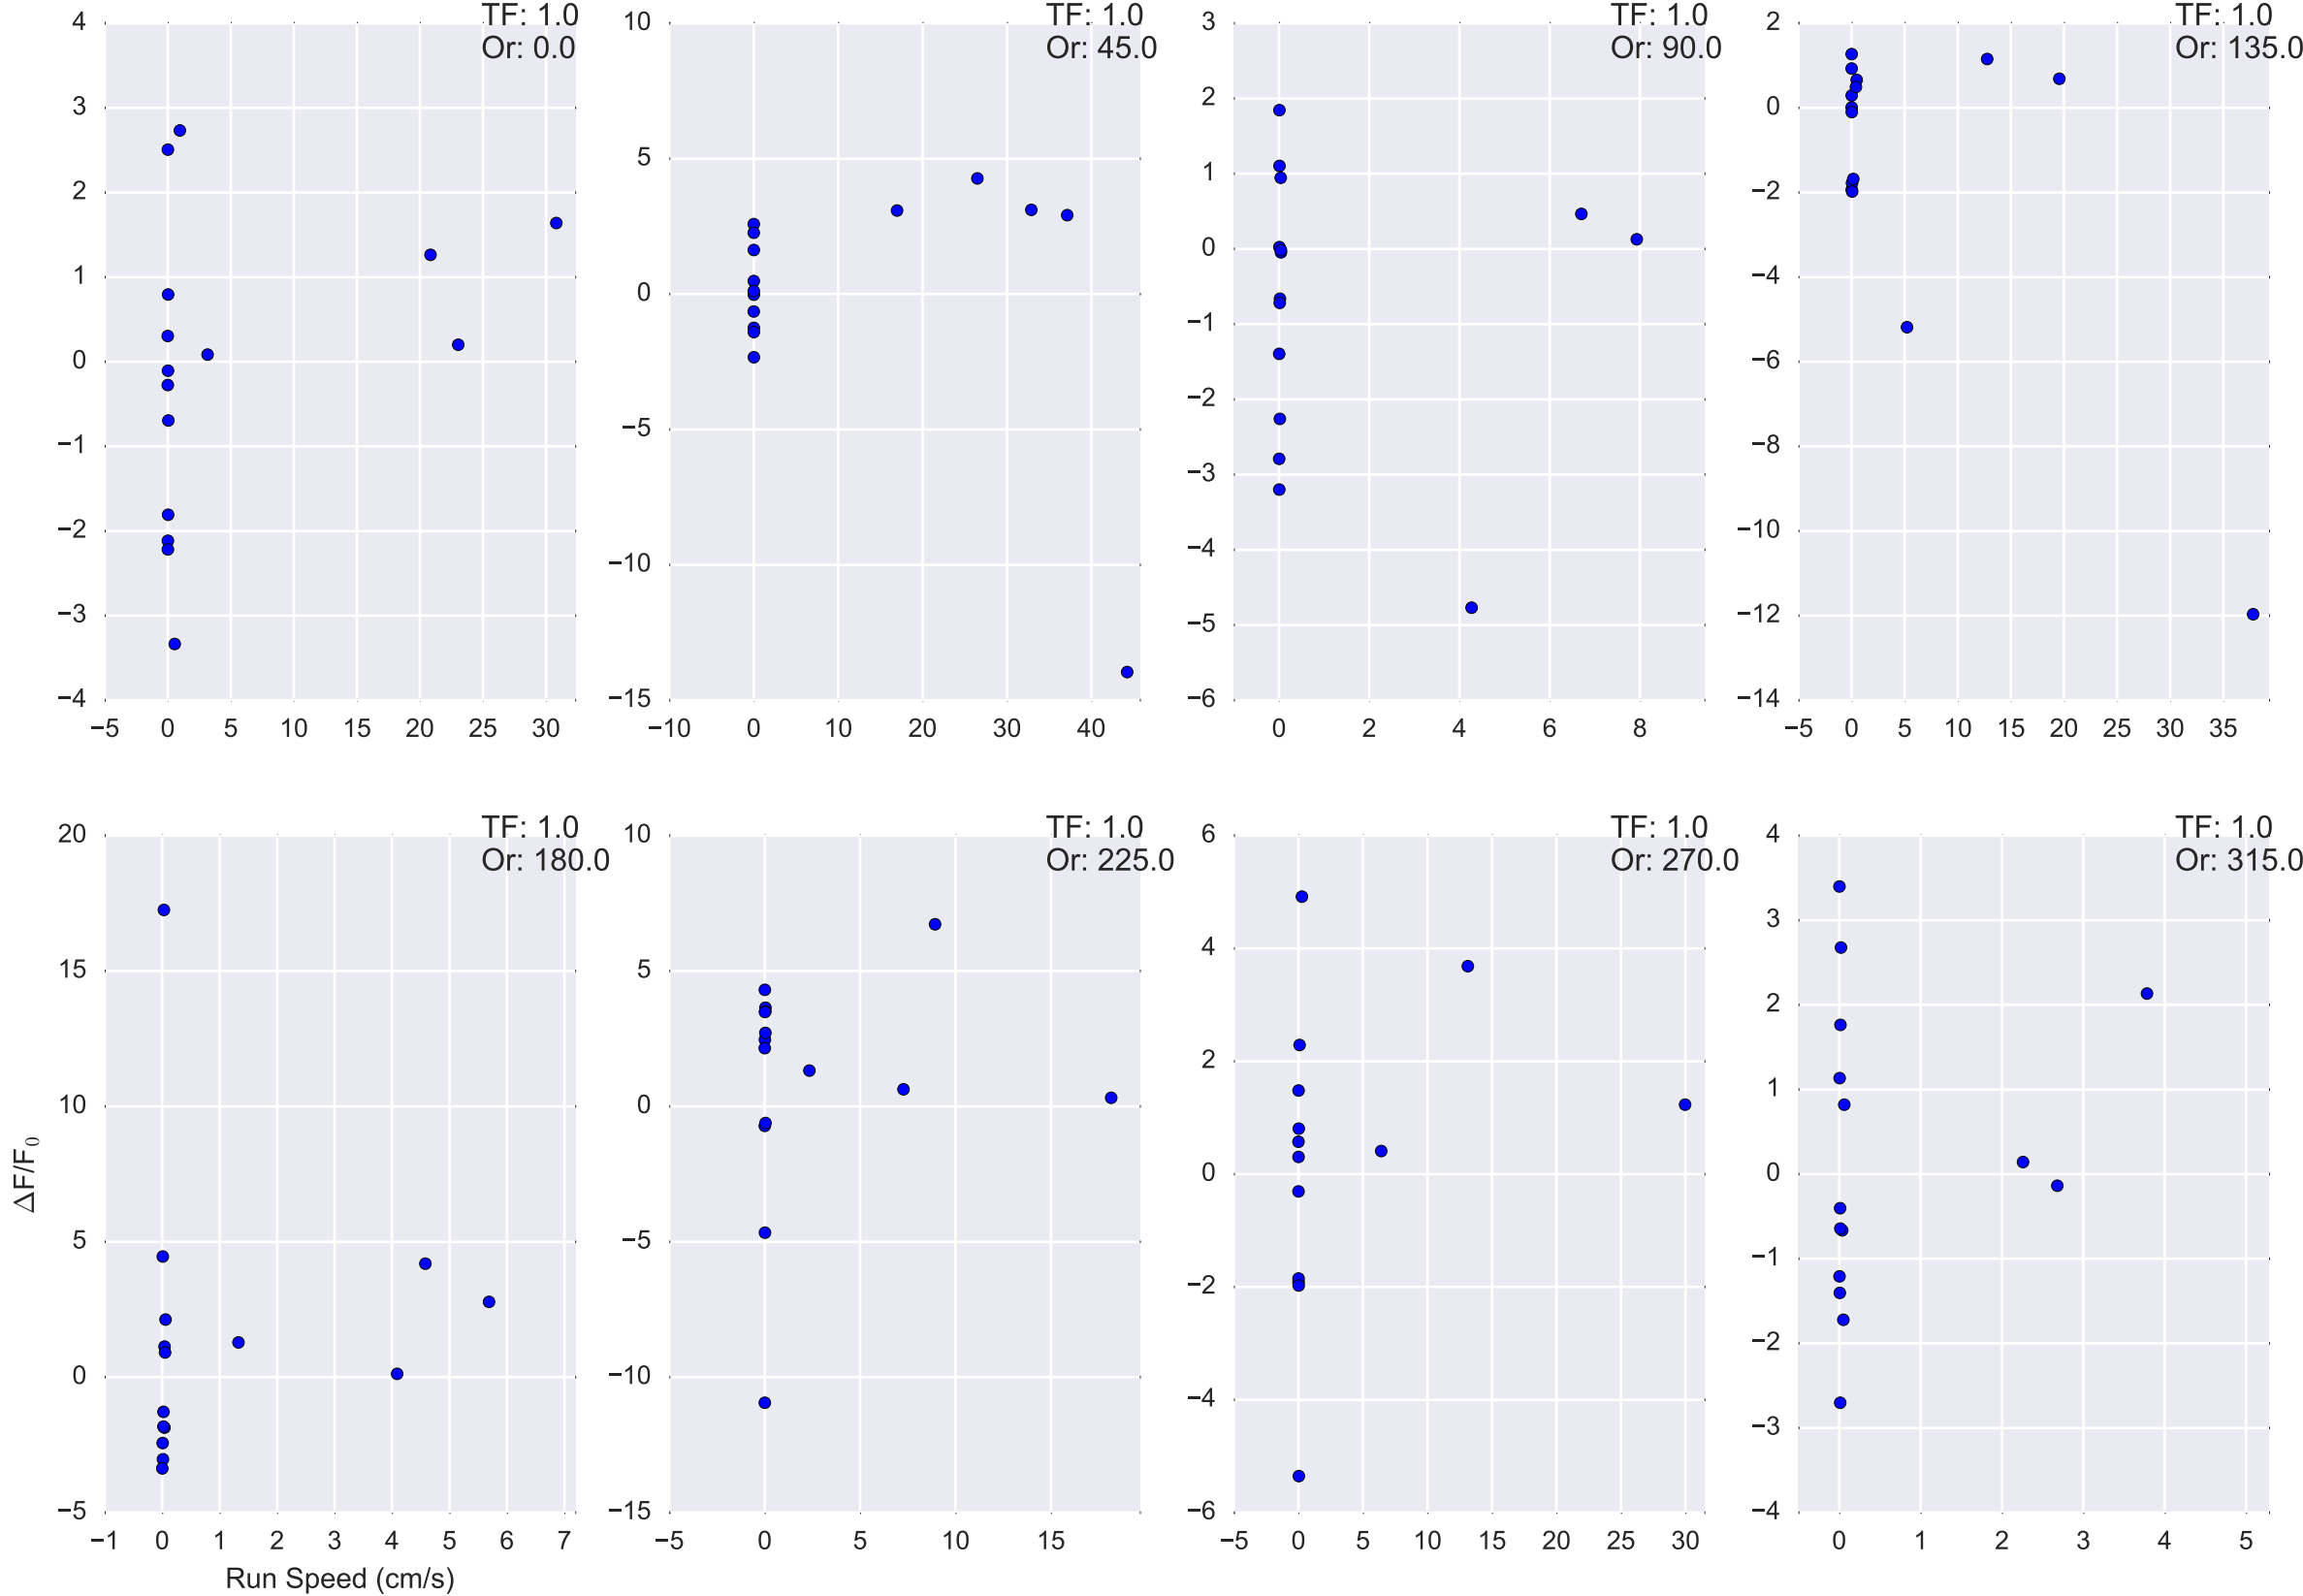 TF: 1.0
Or: 0.0
4
3
2
1
0
−1
−2
−3
−4
−5 0 5 10 15 20 25 30
TF: 1.0
Or: 45.0
10
5
0
−5
−10
−15
−10 0 10 20 30 40
TF: 1.0
Or: 90.0
3
2
1
0
−1
−2
−3
−4
−5
−6
0 2 4 6 8
TF: 1.0
Or: 135.0
2
0
−2
−4
−6
−8
−10
−12
−14
−5 0 5 10 15 20 25 30 35
TF: 1.0
Or: 180.0
20
15
10
5
0
−5
−1 0 1 2 3 4 5 6 7
Run Speed (cm/s)
ΔF/F₀
TF: 1.0
Or: 225.0
10
5
0
−5
−10
−15
−5 0 5 10 15
TF: 1.0
Or: 270.0
6
4
2
0
−2
−4
−6
−5 0 5 10 15 20 25 30
TF: 1.0
Or: 315.0
4
3
2
1
0
−1
−2
−3
−4
0 1 2 3 4 5